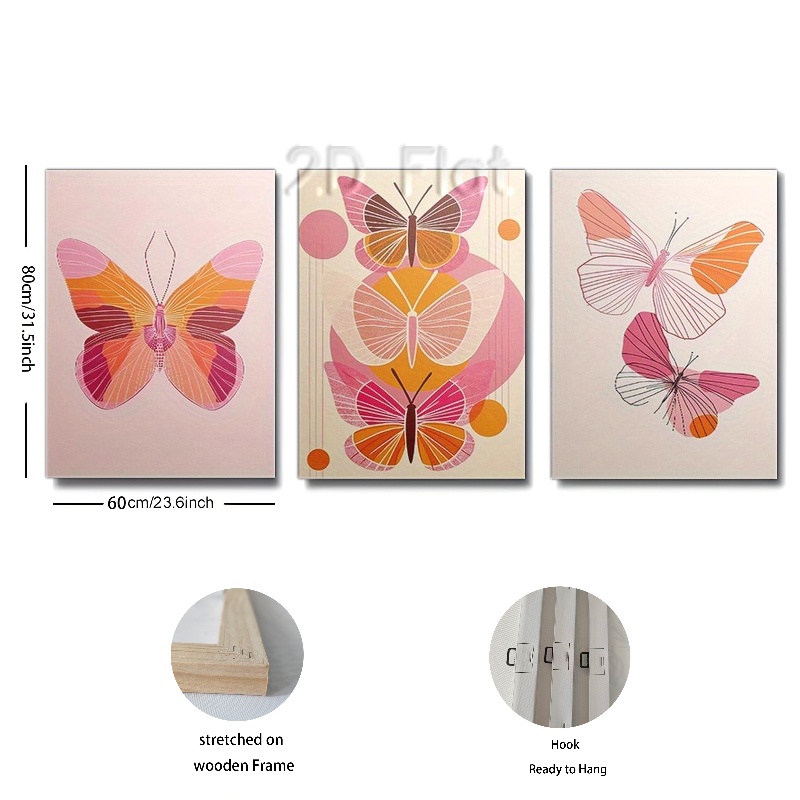 2D Flat
80cm/31.5inch
60cm/23.6inch
stretched on
wooden Frame
Hook
Ready to Hang